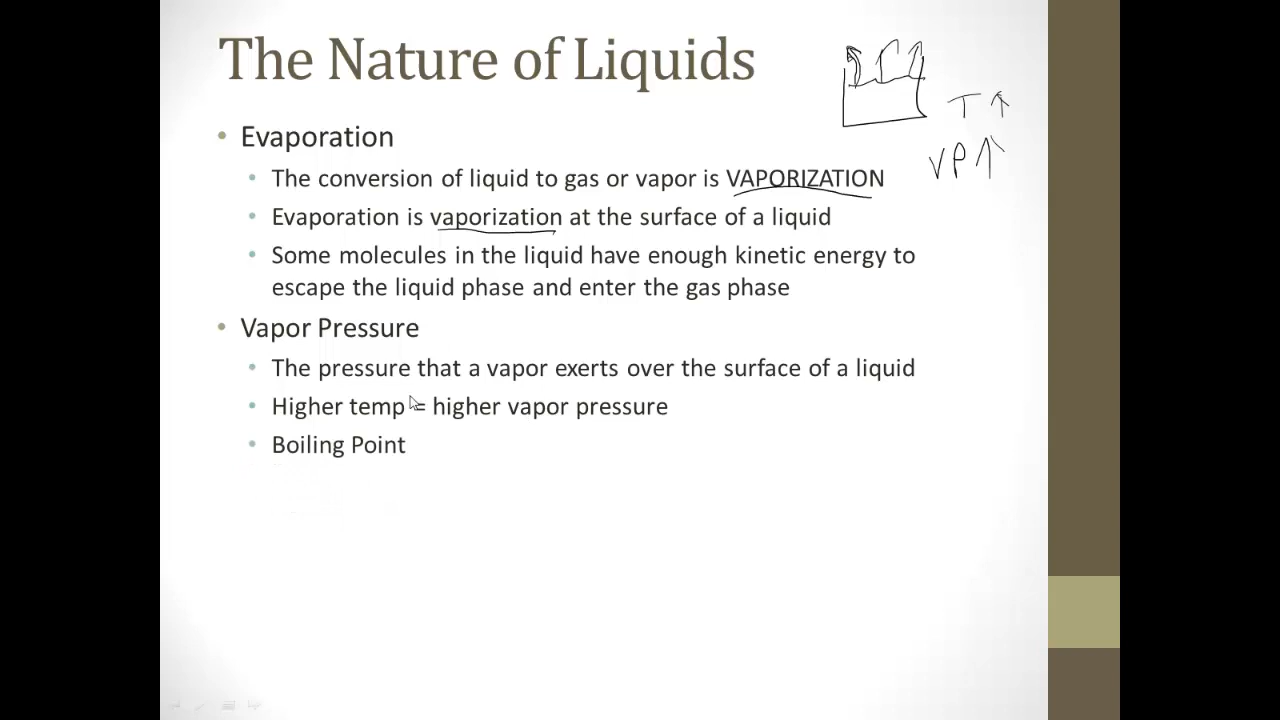 The Nature of Liquids
T ↑
VP ↑
• Evaporation
• The conversion of liquid to gas or vapor is VAPORIZATION
• Evaporation is vaporization at the surface of a liquid
• Some molecules in the liquid have enough kinetic energy to
escape the liquid phase and enter the gas phase
• Vapor Pressure
• The pressure that a vapor exerts over the surface of a liquid
• Higher temp = higher vapor pressure
• Boiling Point